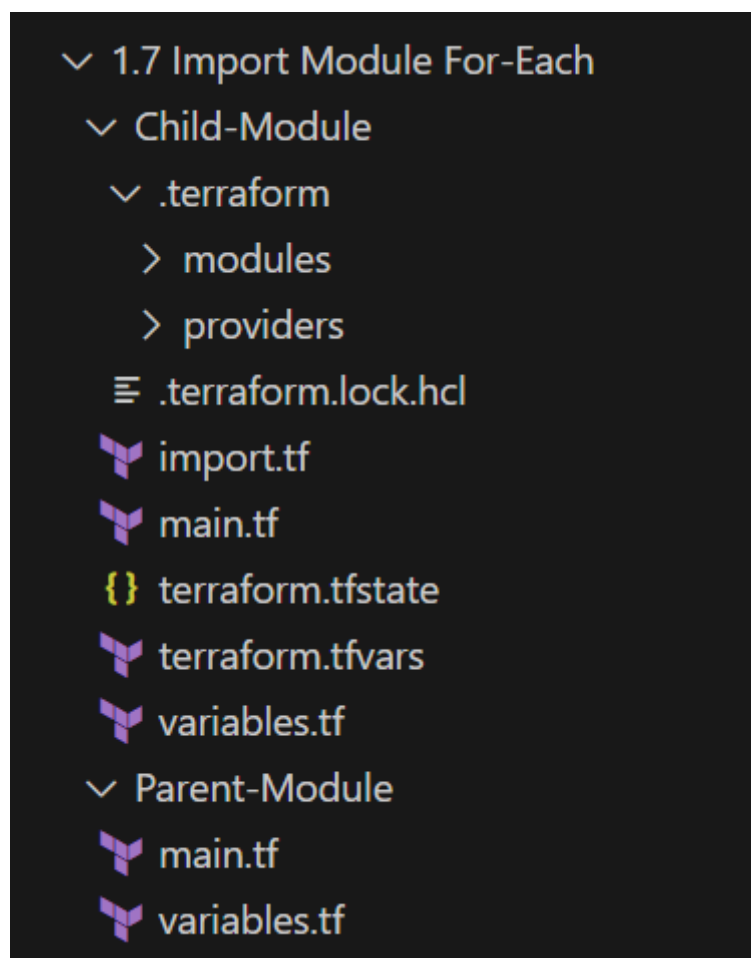 1.7 Import Module For-Each
Child-Module
.terraform
modules
providers
.terraform.lock.hcl
import.tf
main.tf
{} terraform.tfstate
terraform.tfvars
variables.tf
Parent-Module
main.tf
variables.tf